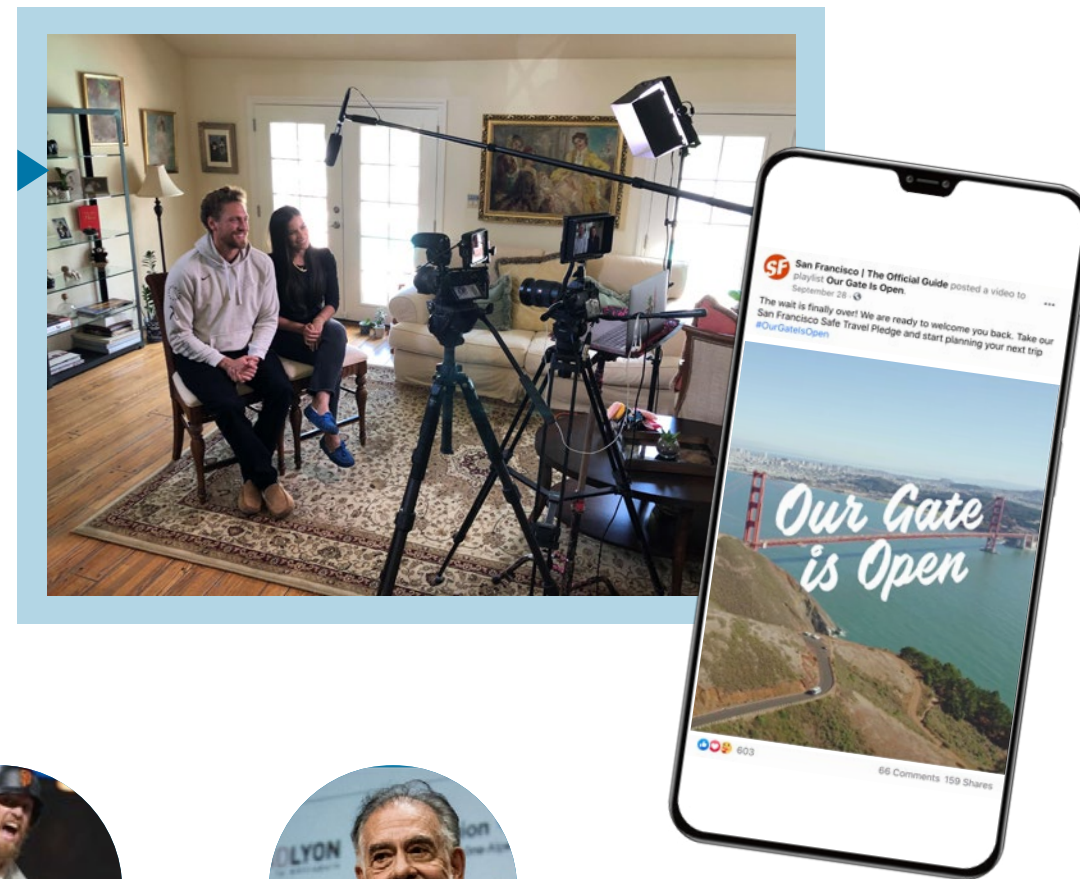 SF
San Francisco | The Official Guide posted a video to
playlist Our Gate Is Open.
September 28 ·
The wait is finally over! We are ready to welcome you back. Take our
San Francisco Safe Travel Pledge and start planning your next trip
#OurGateIsOpen
Our Gate
is Open
603
66 Comments 159 Shares
LYON